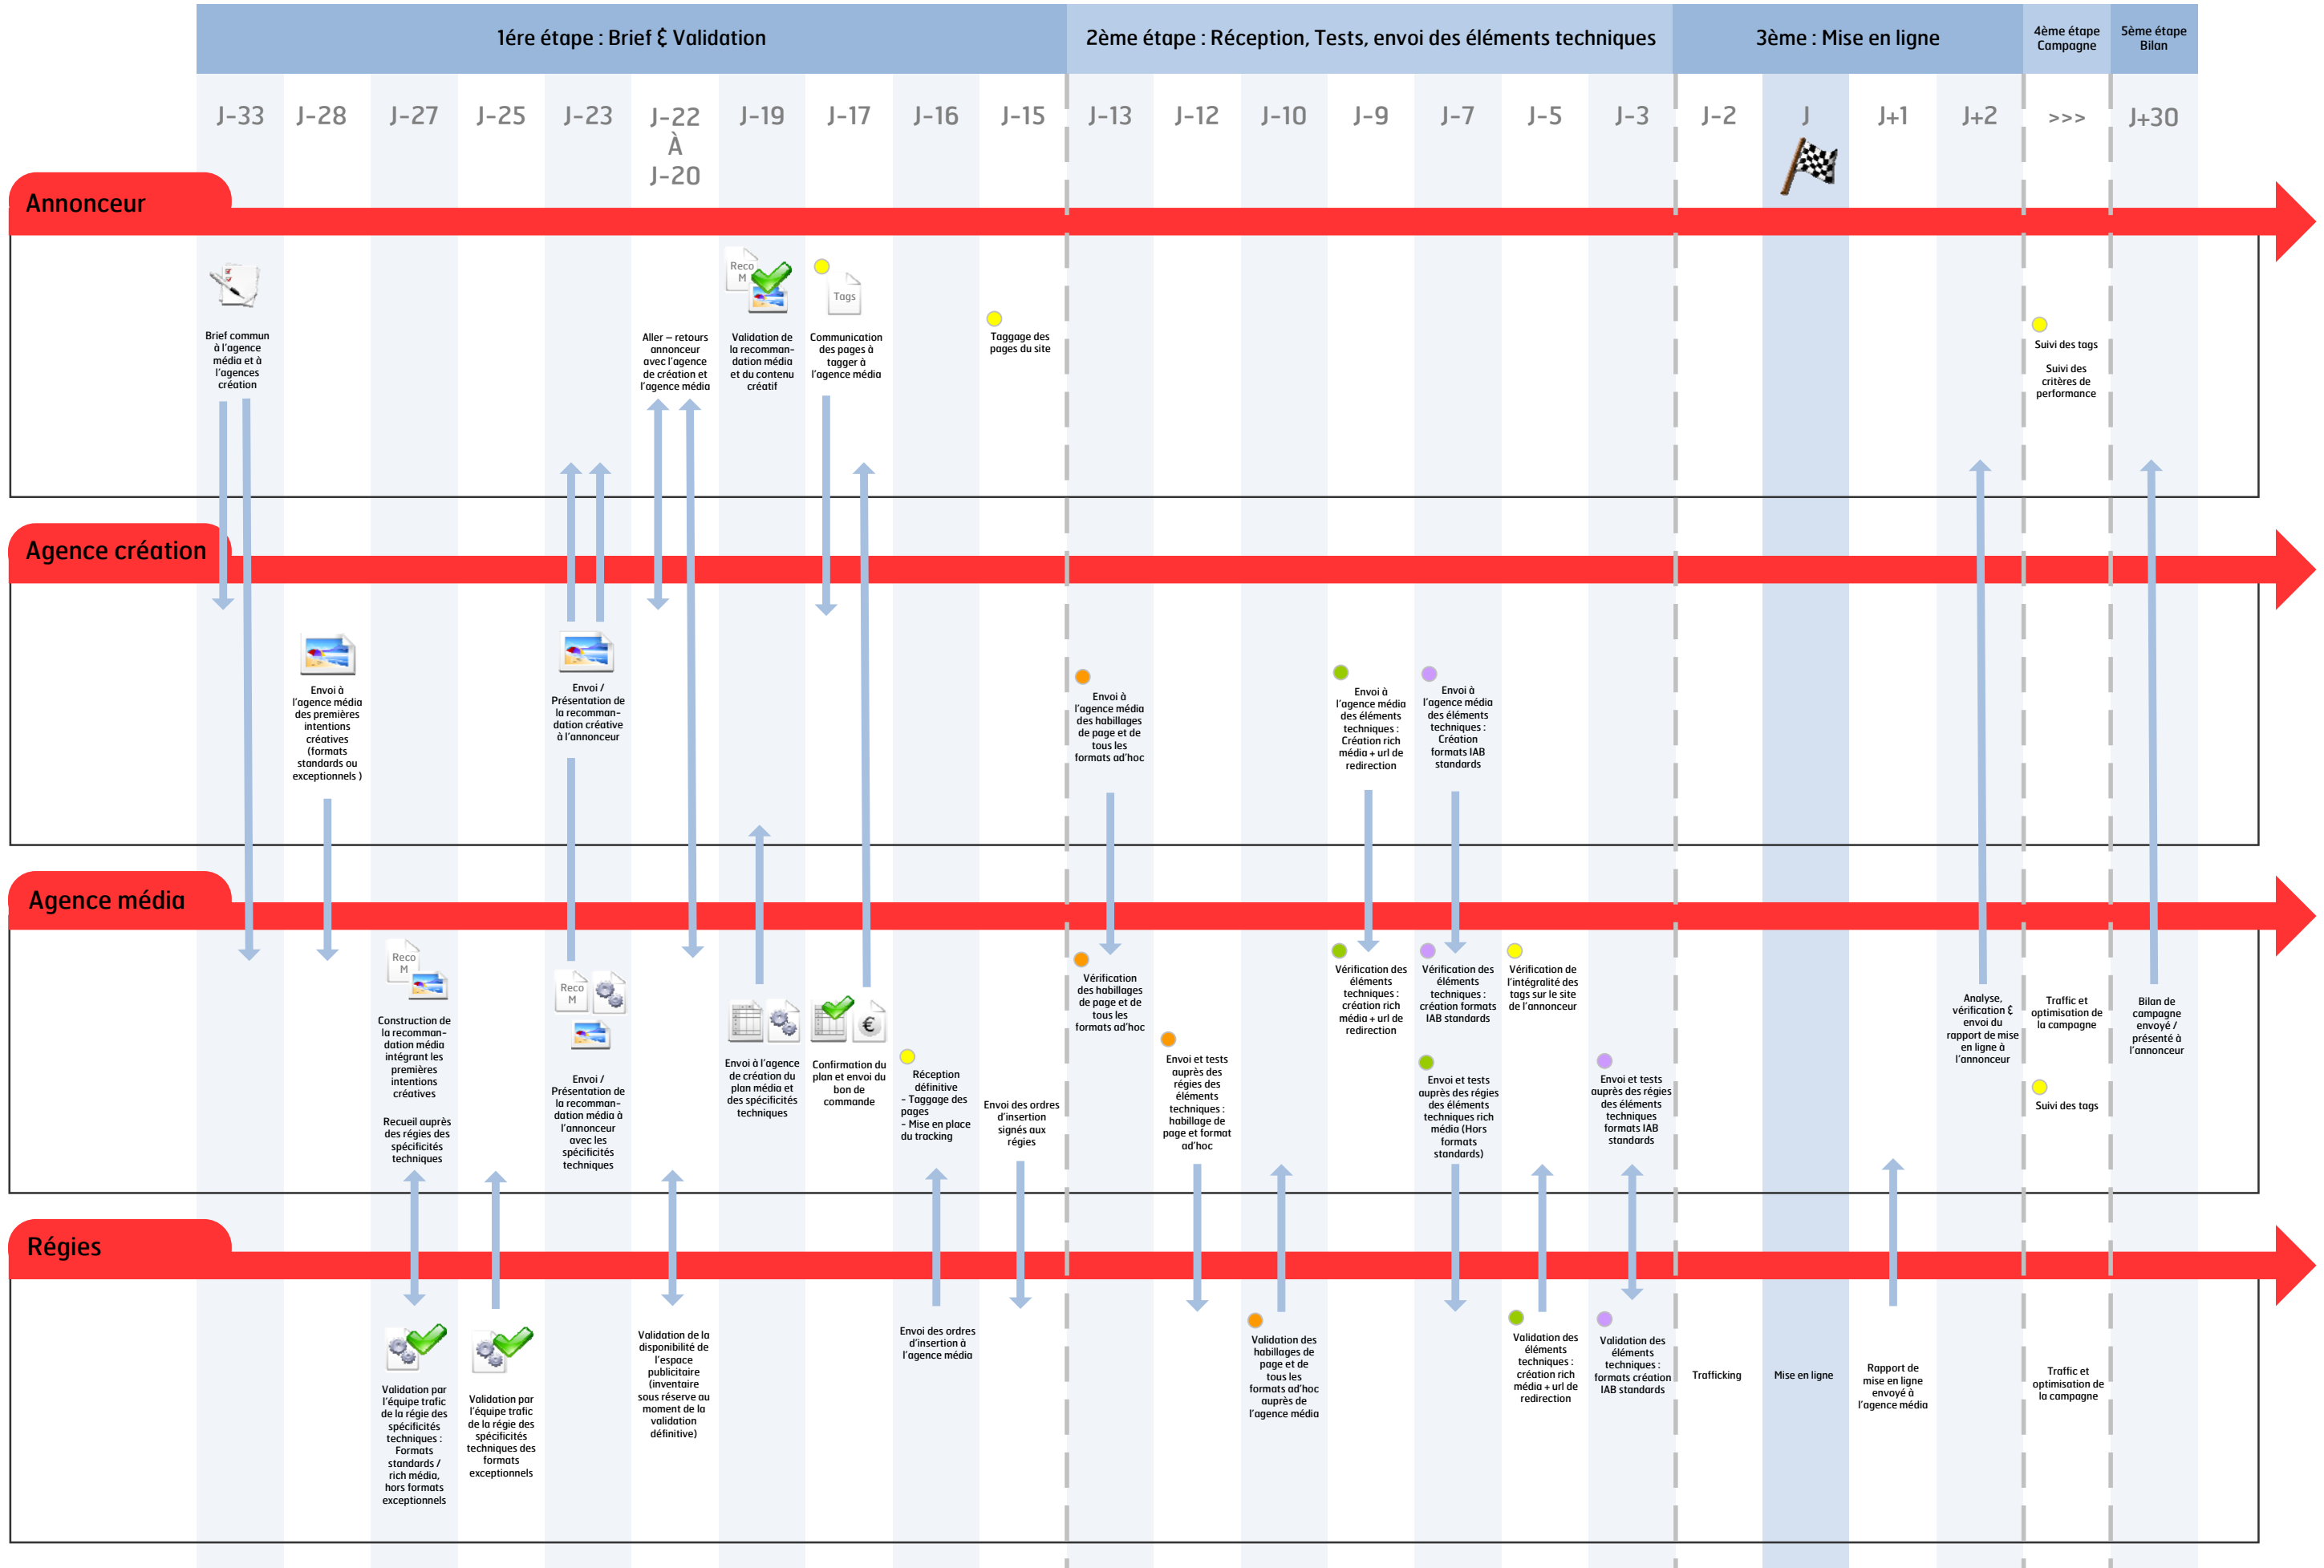 1ére étape : Brief & Validation
2ème étape : Réception, Tests, envoi des éléments techniques
3ème : Mise en ligne
4ème étape
Campagne
5ème étape
Bilan
J-33
J-28
J-27
J-25
J-23
J-22
À
J-20
J-19
J-17
J-16
J-15
J-13
J-12
J-10
J-9
J-7
J-5
J-3
J-2
J
J+1
J+2
>>>
J+30
Annonceur
Brief commun
à l'agence
média et à
l'agences
création
Aller – retours
annonceur
avec l'agence
de création et
l'agence média
Reco
M
Validation de
la recomman-
dation média
et du contenu
créatif
Tags
Communication
des pages à
tagger à
l'agence média
Taggage des
pages du site
Suivi des tags
Suivi des
critères de
performance
Agence création
Envoi à
l'agence média
des premières
intentions
créatives
(formats
standards ou
exceptionnels )
Envoi /
Présentation de
la recomman-
dation créative
à l'annonceur
Envoi à
l'agence média
des habillages
de page et de
tous les
formats ad'hoc
Envoi à
l'agence média
des éléments
techniques :
Création rich
média + url de
redirection
Envoi à
l'agence média
des éléments
techniques :
Création
formats IAB
standards
Agence média
Reco
M
Construction de
la recomman-
dation média
intégrant les
premières
intentions
créatives
Recueil auprès
des régies des
spécificités
techniques
Reco
M
Envoi /
Présentation de
la recomman-
dation média à
l'annonceur
avec les
spécificités
techniques
Envoi à l'agence
de création du
plan média et
des spécificités
techniques
€
Confirmation du
plan et envoi du
bon de
commande
Réception
définitive
- Taggage des
pages
- Mise en place
du tracking
Envoi des ordres
d'insertion
signés aux
régies
Vérification
des habillages
de page et de
tous les
formats ad'hoc
Envoi et tests
auprès des
régies des
éléments
techniques :
habillage de
page et format
ad'hoc
Vérification des
éléments
techniques :
création rich
média + url de
redirection
Vérification des
éléments
techniques :
création formats
IAB standards
Envoi et tests
auprès des régies
des éléments
techniques rich
média (Hors
formats
standards)
Vérification de
l'intégralité des
tags sur le site
de l'annonceur
Envoi et tests
auprès des régies
des éléments
techniques
formats IAB
standards
Analyse,
vérification &
envoi du
rapport de mise
en ligne à
l'annonceur
Traffic et
optimisation de
la campagne
Suivi des tags
Bilan de
campagne
envoyé /
présenté à
l'annonceur
Régies
Validation par
l'équipe trafic
de la régie des
spécificités
techniques :
Formats
standards /
rich média,
hors formats
exceptionnels
Validation par
l'équipe trafic
de la régie des
spécificités
techniques des
formats
exceptionnels
Validation de la
disponibilité de
l'espace
publicitaire
(inventaire
sous réserve au
moment de la
validation
définitive)
Envoi des ordres
d'insertion à
l'agence média
Validation des
habillages de
page et de
tous les
formats ad'hoc
auprès de
l'agence média
Validation des
éléments
techniques :
création rich
média + url de
redirection
Validation des
éléments
techniques :
formats création
IAB standards
Trafficking
Mise en ligne
Rapport de
mise en ligne
envoyé à
l'agence média
Traffic et
optimisation de
la campagne